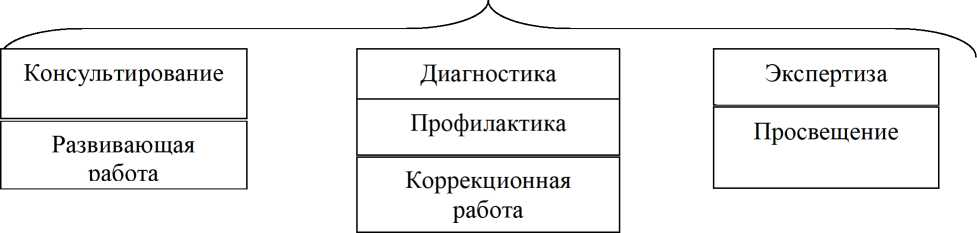 Консультирование
Развивающая
работа
Диагностика
Профилактика
Коррекционная
работа
Экспертиза
Просвещение